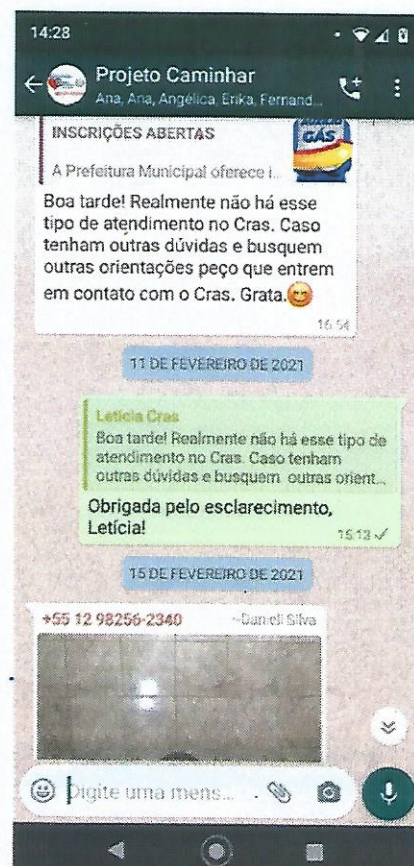 14:28
Projeto Caminhar
Ana, Ana, Angélica, Erika, Fernand...
INSCRIÇÕES ABERTAS
GÁS
A Prefeitura Municipal oferece i...
Boa tarde! Realmente não há esse
tipo de atendimento no Cras. Caso
tenham outras dúvidas e busquem
outras orientações peço que entrem
em contato com o Cras. Grata.😊
16:54
11 DE FEVEREIRO DE 2021
Letícia Cras
Boa tarde! Realmente não há esse tipo de
atendimento no Cras. Caso tenham
outras dúvidas e busquem outras orient...
Obrigada pelo esclarecimento,
Letícia!
15:13
15 DE FEVEREIRO DE 2021
+55 12 98256-2340 ~Danieli Silva
Digite uma mens...